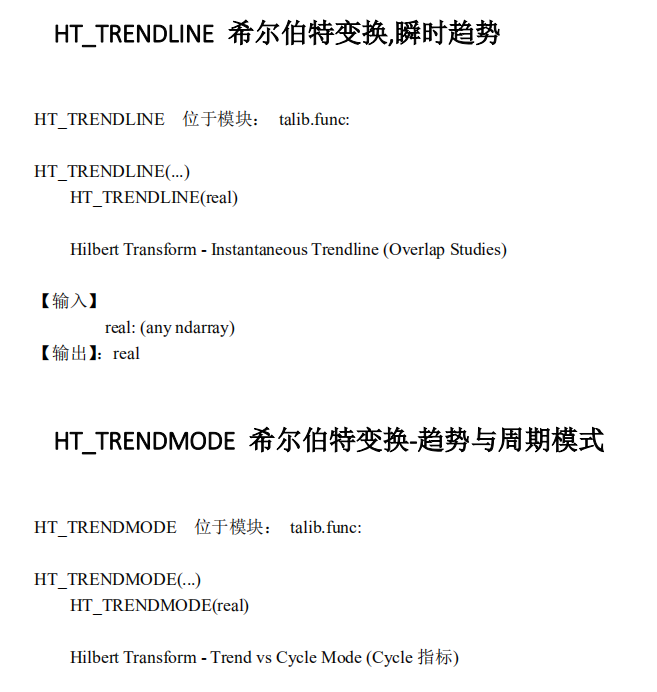 HT_TRENDLINE 希尔伯特变换,瞬时趋势
HT_TRENDLINE 位于模块： talib.func:
HT_TRENDLINE(...)
HT_TRENDLINE(real)
Hilbert Transform - Instantaneous Trendline (Overlap Studies)
【输入】
real: (any ndarray)
【输出】：real
HT_TRENDMODE 希尔伯特变换-趋势与周期模式
HT_TRENDMODE 位于模块： talib.func:
HT_TRENDMODE(...)
HT_TRENDMODE(real)
Hilbert Transform - Trend vs Cycle Mode (Cycle 指标)